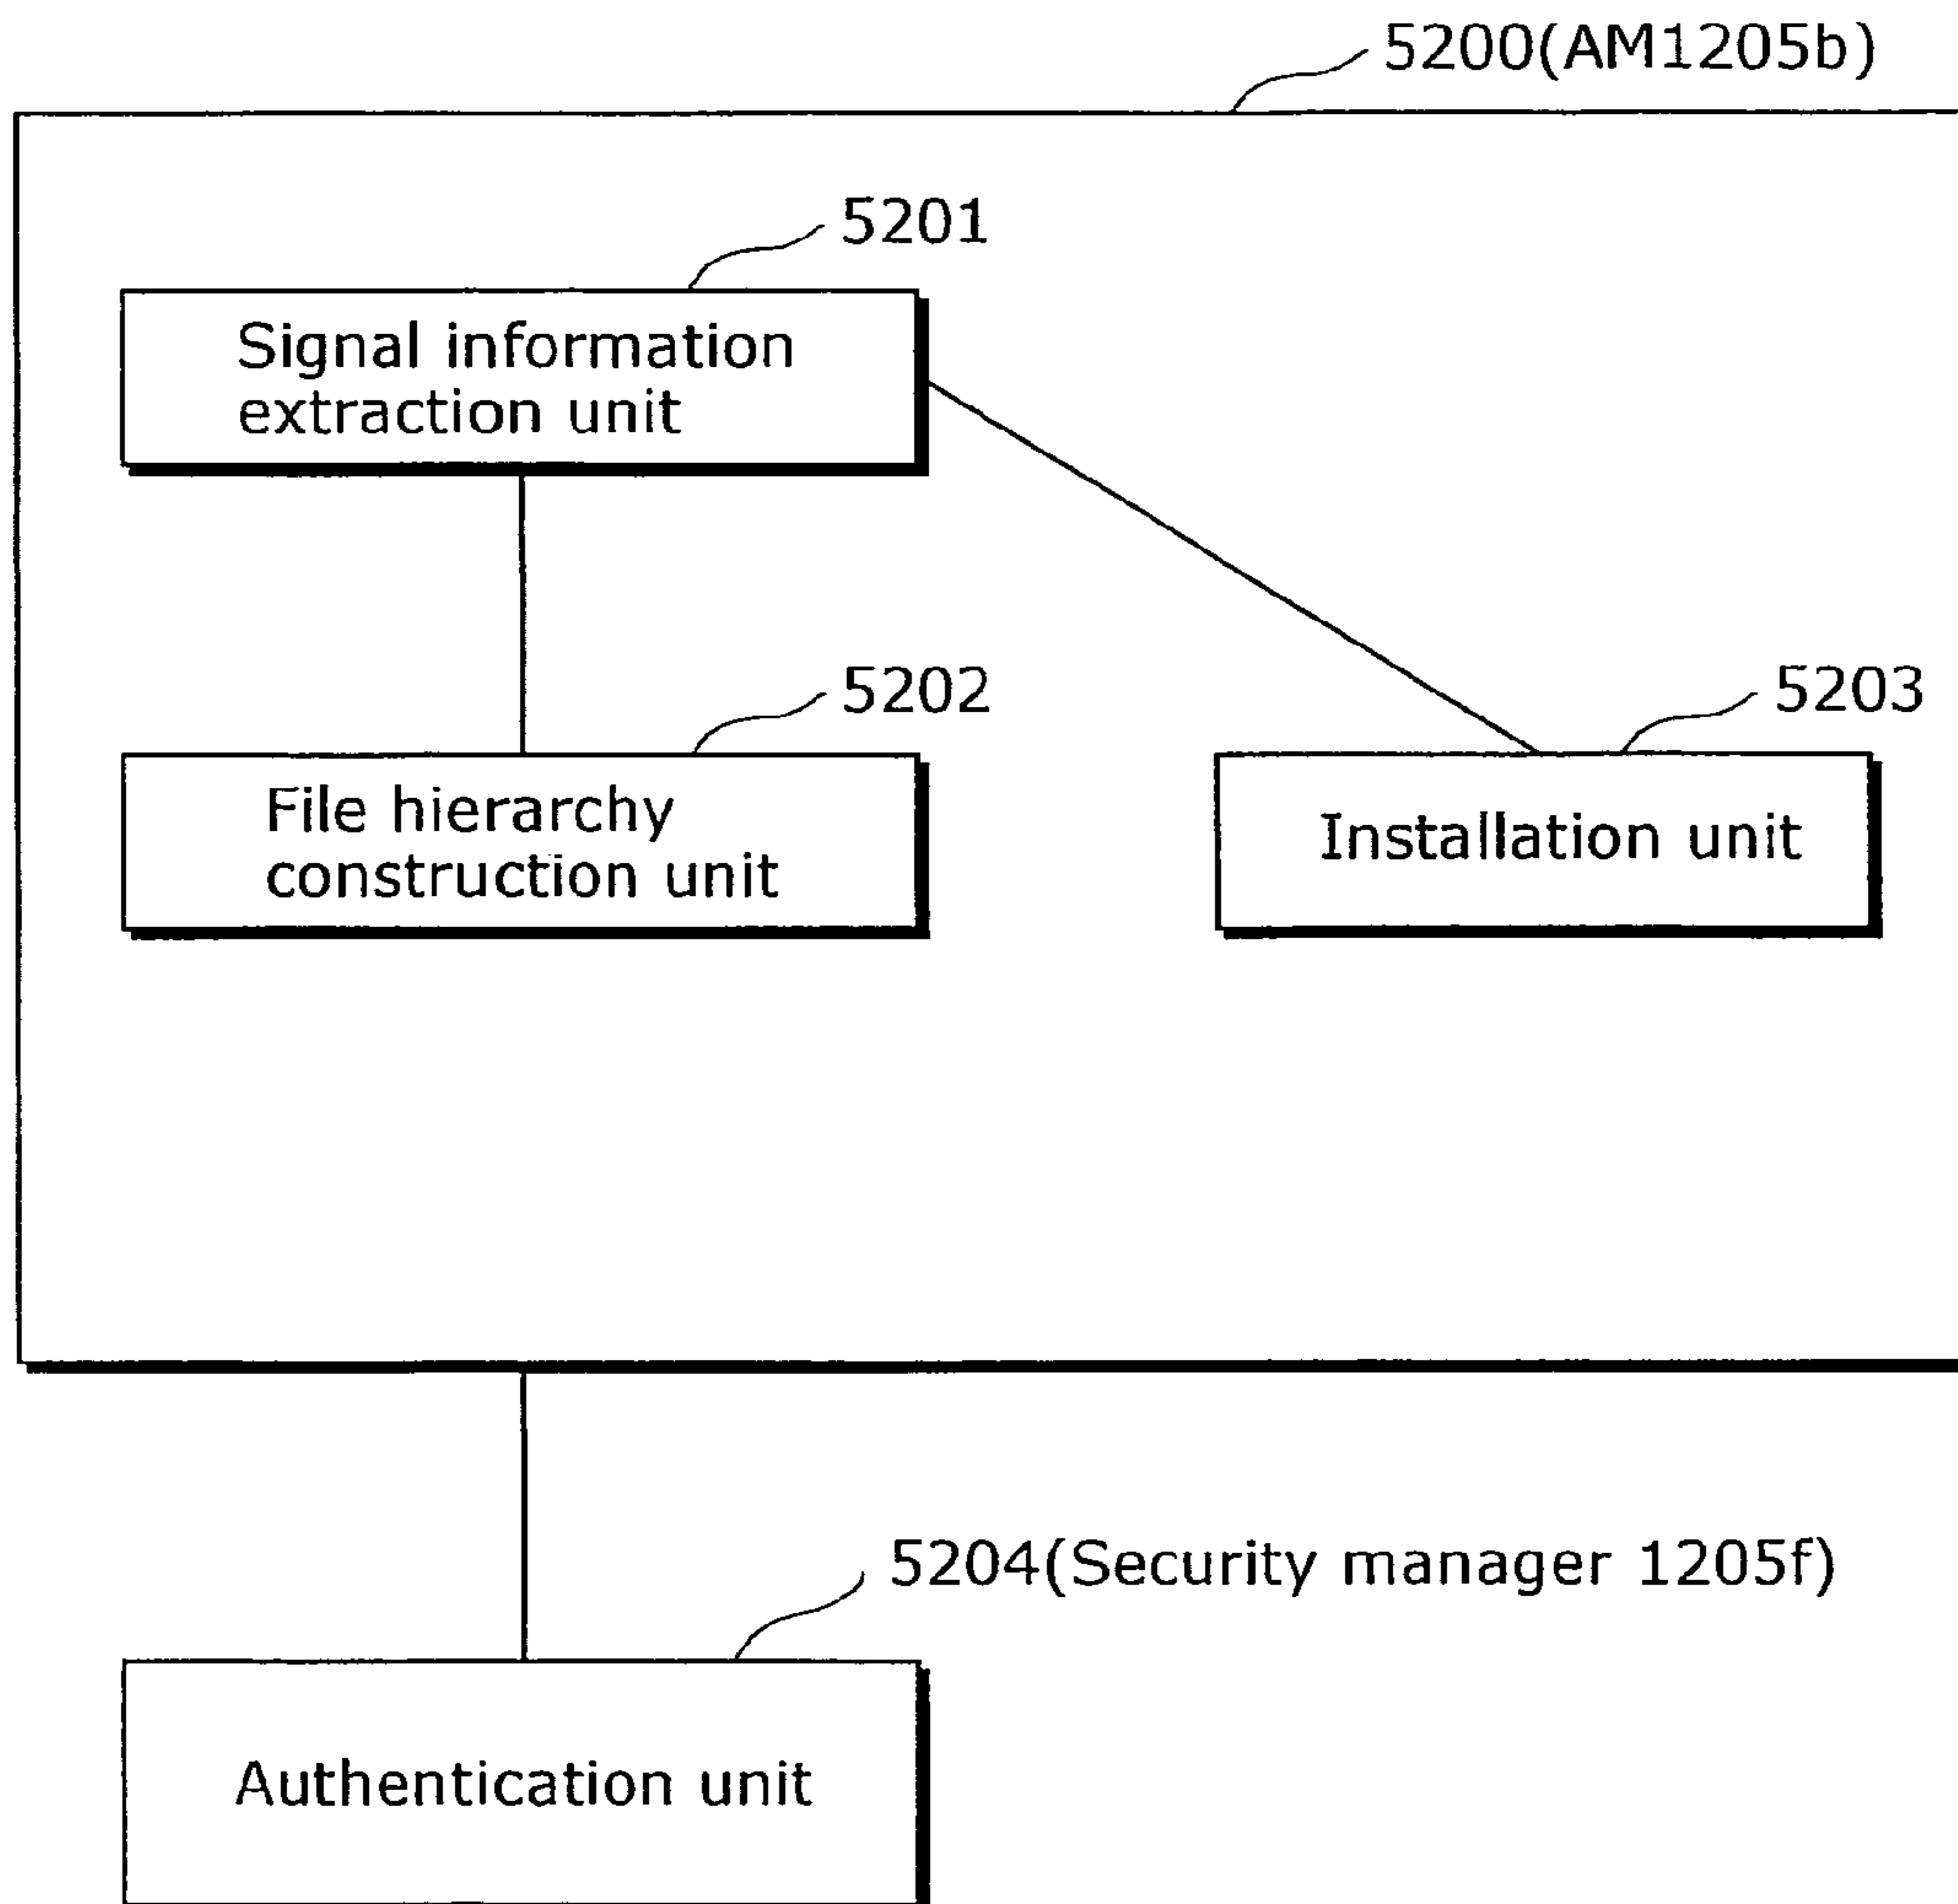 5200(AM1205b)
5201
Signal information
extraction unit
5202
File hierarchy
construction unit
5203
Installation unit
5204(Security manager 1205f)
Authentication unit